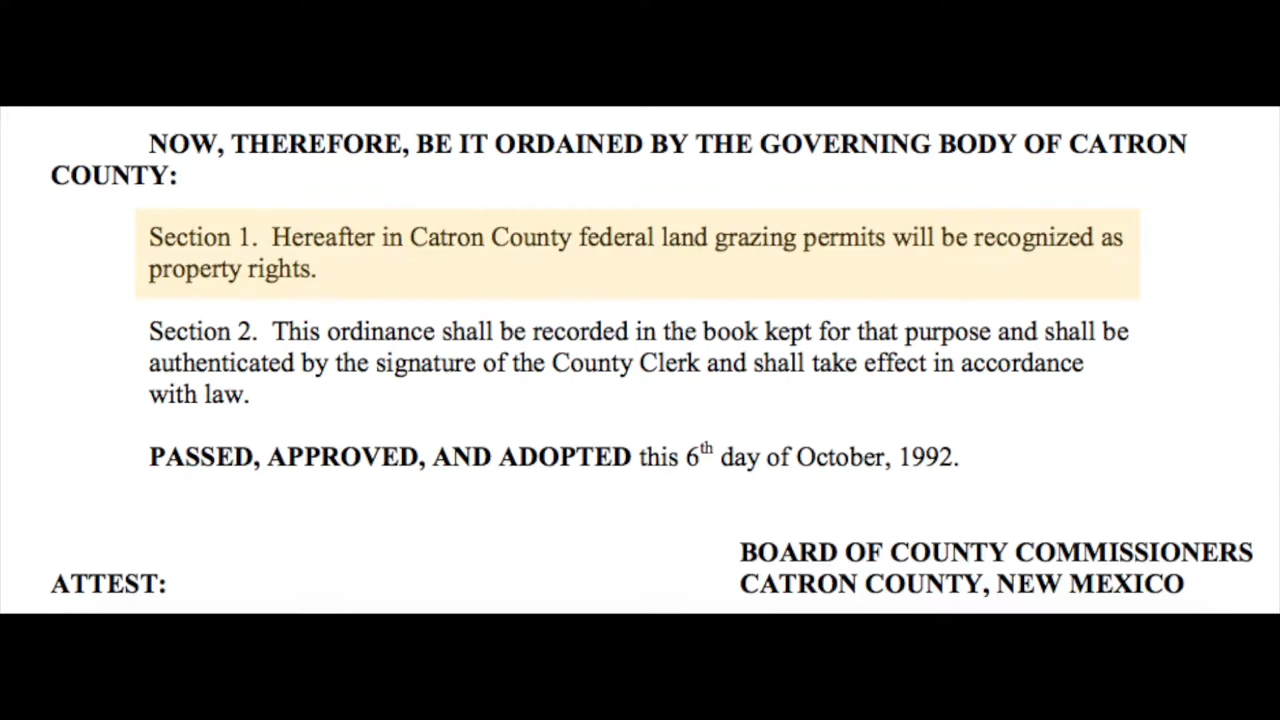 NOW, THEREFORE, BE IT ORDAINED BY THE GOVERNING BODY OF CATRON
COUNTY:
Section 1. Hereafter in Catron County federal land grazing permits will be recognized as
property rights.
Section 2. This ordinance shall be recorded in the book kept for that purpose and shall be
authenticated by the signature of the County Clerk and shall take effect in accordance
with law.
PASSED, APPROVED, AND ADOPTED this 6th day of October, 1992.
BOARD OF COUNTY COMMISSIONERS
ATTEST: CATRON COUNTY, NEW MEXICO